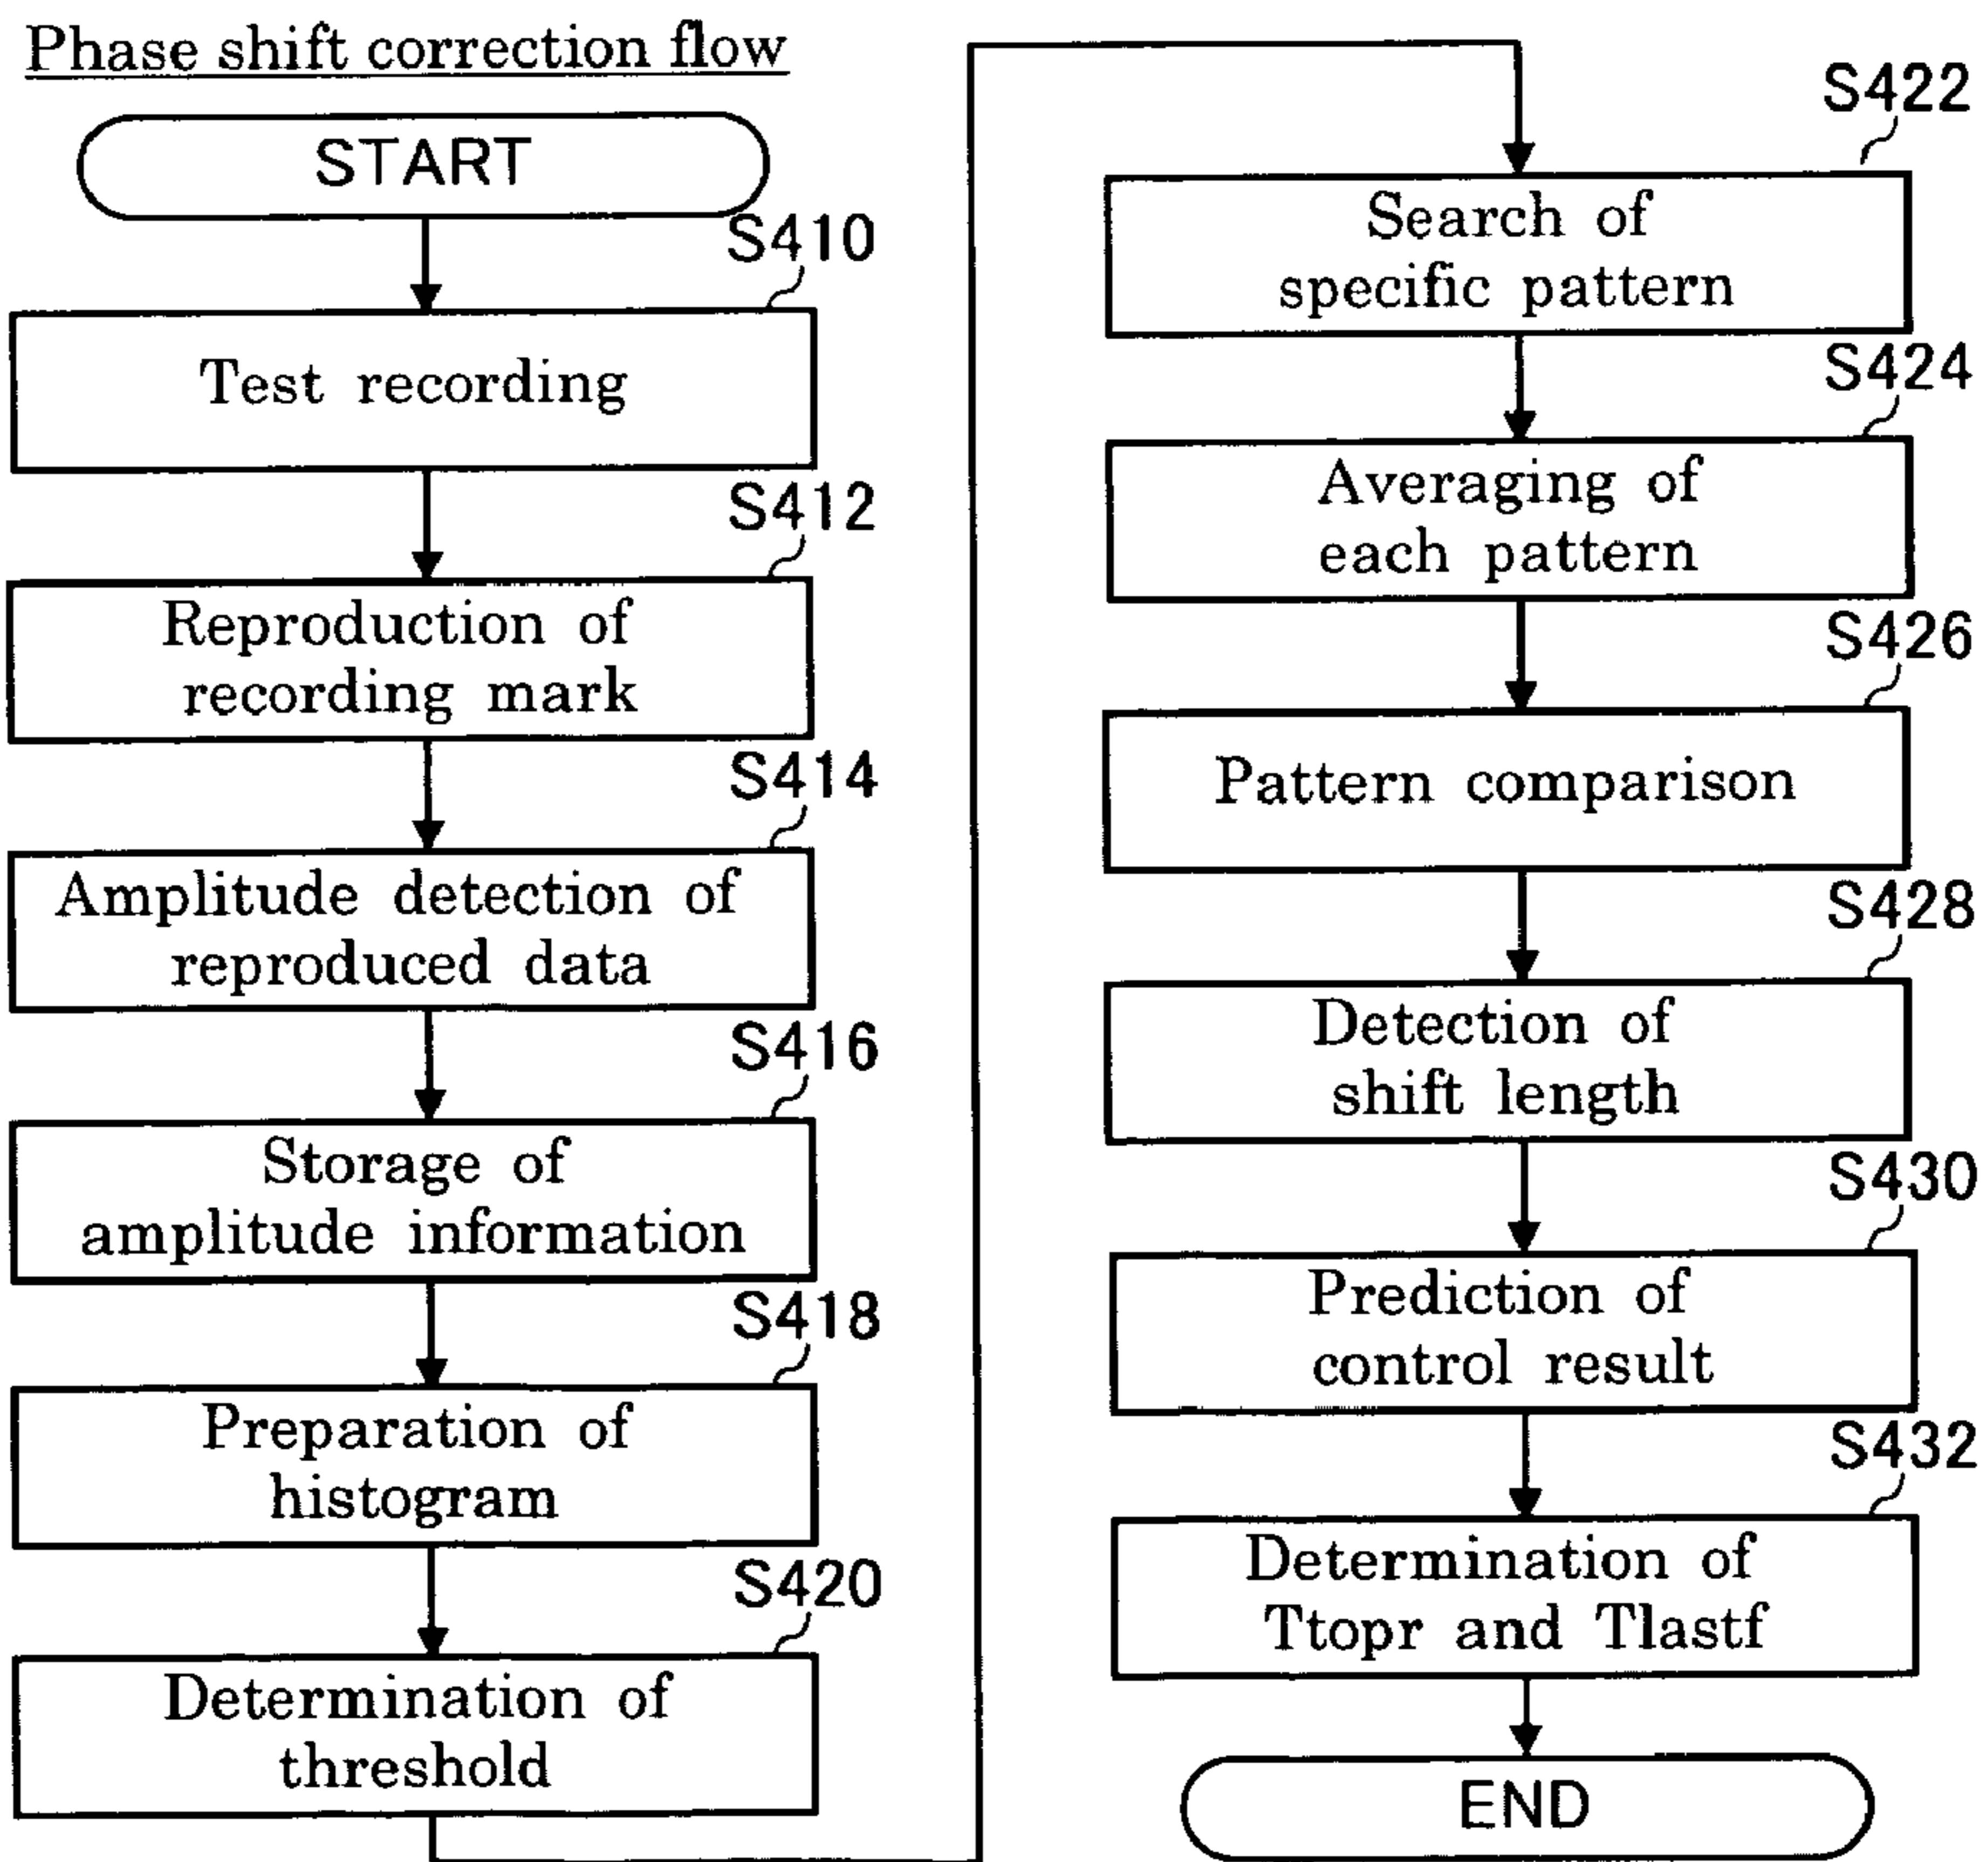 Phase shift correction flow
START
S410
Test recording
S412
Reproduction of
recording mark
S414
Amplitude detection of
reproduced data
S416
Storage of
amplitude information
S418
Preparation of
histogram
S420
Determination of
threshold
S422
Search of
specific pattern
S424
Averaging of
each pattern
S426
Pattern comparison
S428
Detection of
shift length
S430
Prediction of
control result
S432
Determination of
Ttopr and Tlastf
END